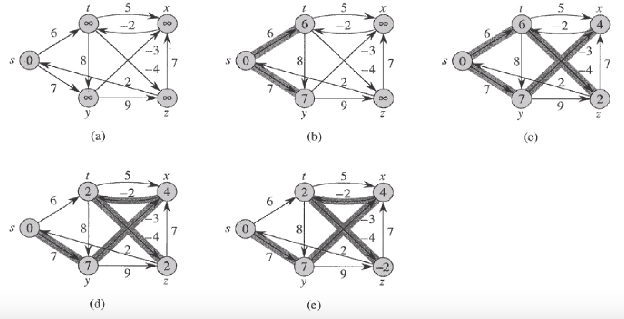 t 5 x t 5 x t 5 x
∞ -2 ∞ 6 -2 ∞ 6 2 4
6 6 6
-3 -3 -3
s 0 8 -4 7 s 0 8 -4 7 s 0 8 -4 7
7 2 7 2 7 2
∞ 9 ∞ 7 9 ∞ 7 9 2
y z y z y z
(a) (b) (c)
t 5 x t 5 x
2 -2 4 2 -2 4
6 6
-3 -3
s 0 8 -4 7 s 0 8 -4 7
7 2 7 2
7 9 2 7 9 -2
y z y z
(d) (e)